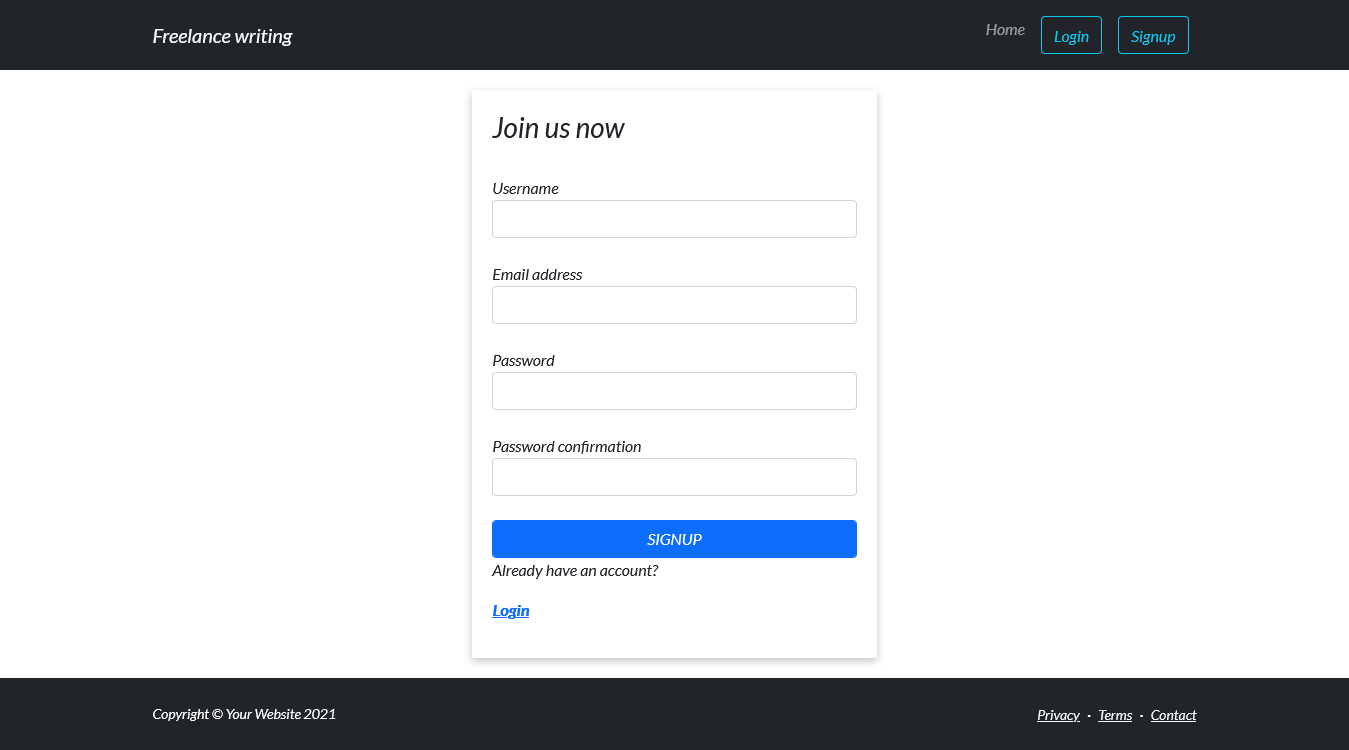 Freelance writing
Home
Login
Signup
Join us now
Username
Email address
Password
Password confirmation
SIGNUP
Already have an account?
Login
Copyright © Your Website 2021
Privacy · Terms · Contact